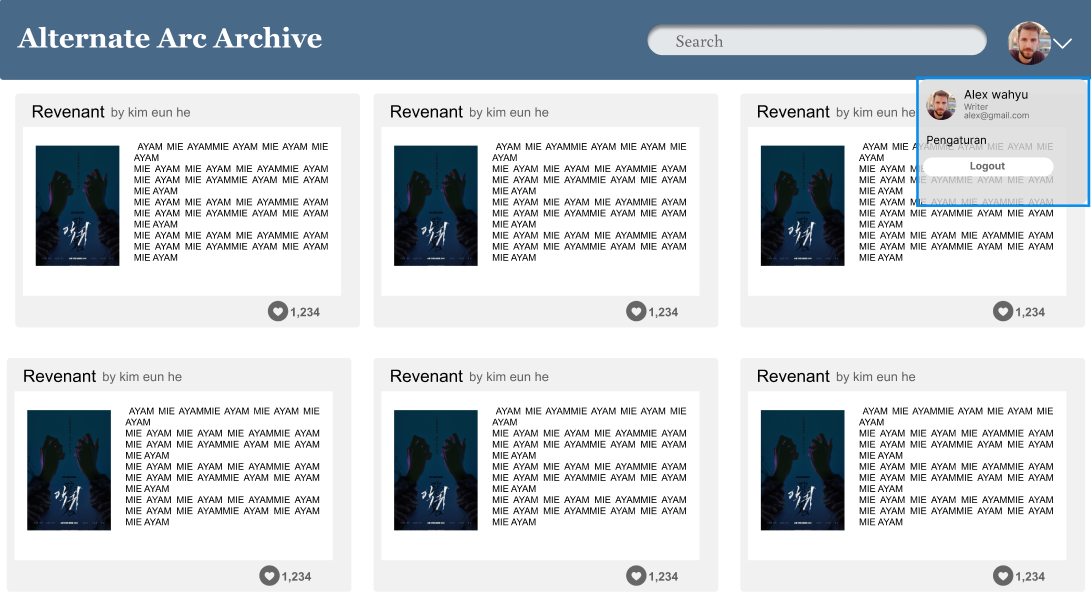 Alternate Arc Archive
Search
Alex wahyu
Writer
alex@gmail.com
Pengaturan
Logout
Revenant by kim eun he
AYAM MIE AYAMMIE AYAM MIE AYAM MIE
AYAM
MIE AYAM MIE AYAM MIE AYAMMIE AYAM
MIE AYAM MIE AYAMMIE AYAM MIE AYAM
MIE AYAM
MIE AYAM MIE AYAM MIE AYAMMIE AYAM
MIE AYAM MIE AYAMMIE AYAM MIE AYAM
MIE AYAM
MIE AYAM MIE AYAM MIE AYAMMIE AYAM
MIE AYAM MIE AYAMMIE AYAM MIE AYAM
MIE AYAM
1,234
Revenant by kim eun he
AYAM MIE AYAMMIE AYAM MIE AYAM MIE
AYAM
MIE AYAM MIE AYAM MIE AYAMMIE AYAM
MIE AYAM MIE AYAMMIE AYAM MIE AYAM
MIE AYAM
MIE AYAM MIE AYAM MIE AYAMMIE AYAM
MIE AYAM MIE AYAMMIE AYAM MIE AYAM
MIE AYAM
MIE AYAM MIE AYAM MIE AYAMMIE AYAM
MIE AYAM MIE AYAMMIE AYAM MIE AYAM
MIE AYAM
1,234
Revenant by kim eun he
AYAM MIE AYAMMIE AYAM MIE AYAM MIE
AYAM
MIE AYAM
MIE AYAM MIE AYAMMIE AYAM MIE AYAM
MIE AYAM
MIE AYAM MIE AYAM MIE AYAMMIE AYAM
MIE AYAM MIE AYAMMIE AYAM MIE AYAM
MIE AYAM
MIE AYAM MIE AYAM MIE AYAMMIE AYAM
MIE AYAM MIE AYAMMIE AYAM MIE AYAM
MIE AYAM
1,234
Revenant by kim eun he
AYAM MIE AYAMMIE AYAM MIE AYAM MIE
AYAM
MIE AYAM MIE AYAM MIE AYAMMIE AYAM
MIE AYAM MIE AYAMMIE AYAM MIE AYAM
MIE AYAM
MIE AYAM MIE AYAM MIE AYAMMIE AYAM
MIE AYAM MIE AYAMMIE AYAM MIE AYAM
MIE AYAM
MIE AYAM MIE AYAM MIE AYAMMIE AYAM
MIE AYAM MIE AYAMMIE AYAM MIE AYAM
MIE AYAM
1,234
Revenant by kim eun he
AYAM MIE AYAMMIE AYAM MIE AYAM MIE
AYAM
MIE AYAM MIE AYAM MIE AYAMMIE AYAM
MIE AYAM MIE AYAMMIE AYAM MIE AYAM
MIE AYAM
MIE AYAM MIE AYAM MIE AYAMMIE AYAM
MIE AYAM MIE AYAMMIE AYAM MIE AYAM
MIE AYAM
MIE AYAM MIE AYAM MIE AYAMMIE AYAM
MIE AYAM MIE AYAMMIE AYAM MIE AYAM
MIE AYAM
1,234
Revenant by kim eun he
AYAM MIE AYAMMIE AYAM MIE AYAM MIE
AYAM
MIE AYAM MIE AYAM MIE AYAMMIE AYAM
MIE AYAM MIE AYAMMIE AYAM MIE AYAM
MIE AYAM
MIE AYAM MIE AYAM MIE AYAMMIE AYAM
MIE AYAM MIE AYAMMIE AYAM MIE AYAM
MIE AYAM
MIE AYAM MIE AYAM MIE AYAMMIE AYAM
MIE AYAM MIE AYAMMIE AYAM MIE AYAM
MIE AYAM
1,234